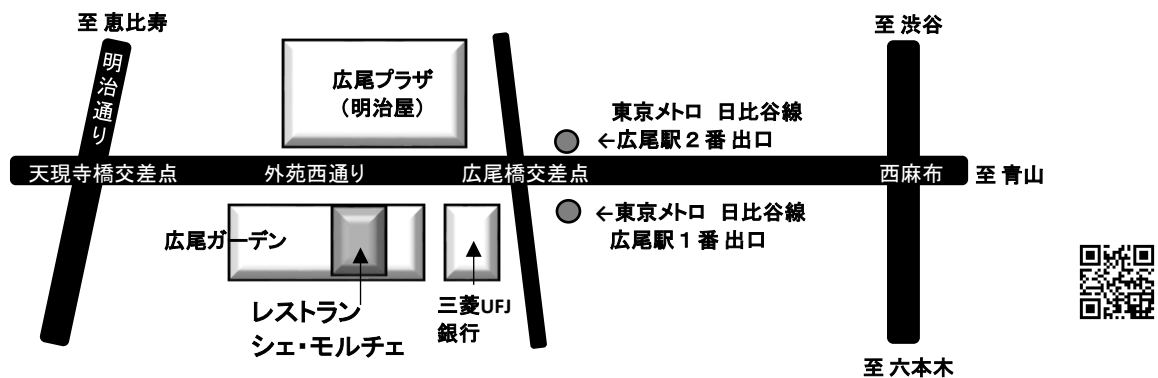 至 恵比寿
至 渋谷
明治通り
広尾プラザ
（明治屋）
東京メトロ 日比谷線
←広尾駅２番出口
天現寺橋交差点
外苑西通り
広尾橋交差点
西麻布
至 青山
広尾ガーデン
←東京メトロ 日比谷線
広尾駅１番出口
レストラン
シェ・モルチェ
三菱UFJ
銀行
至 六本木